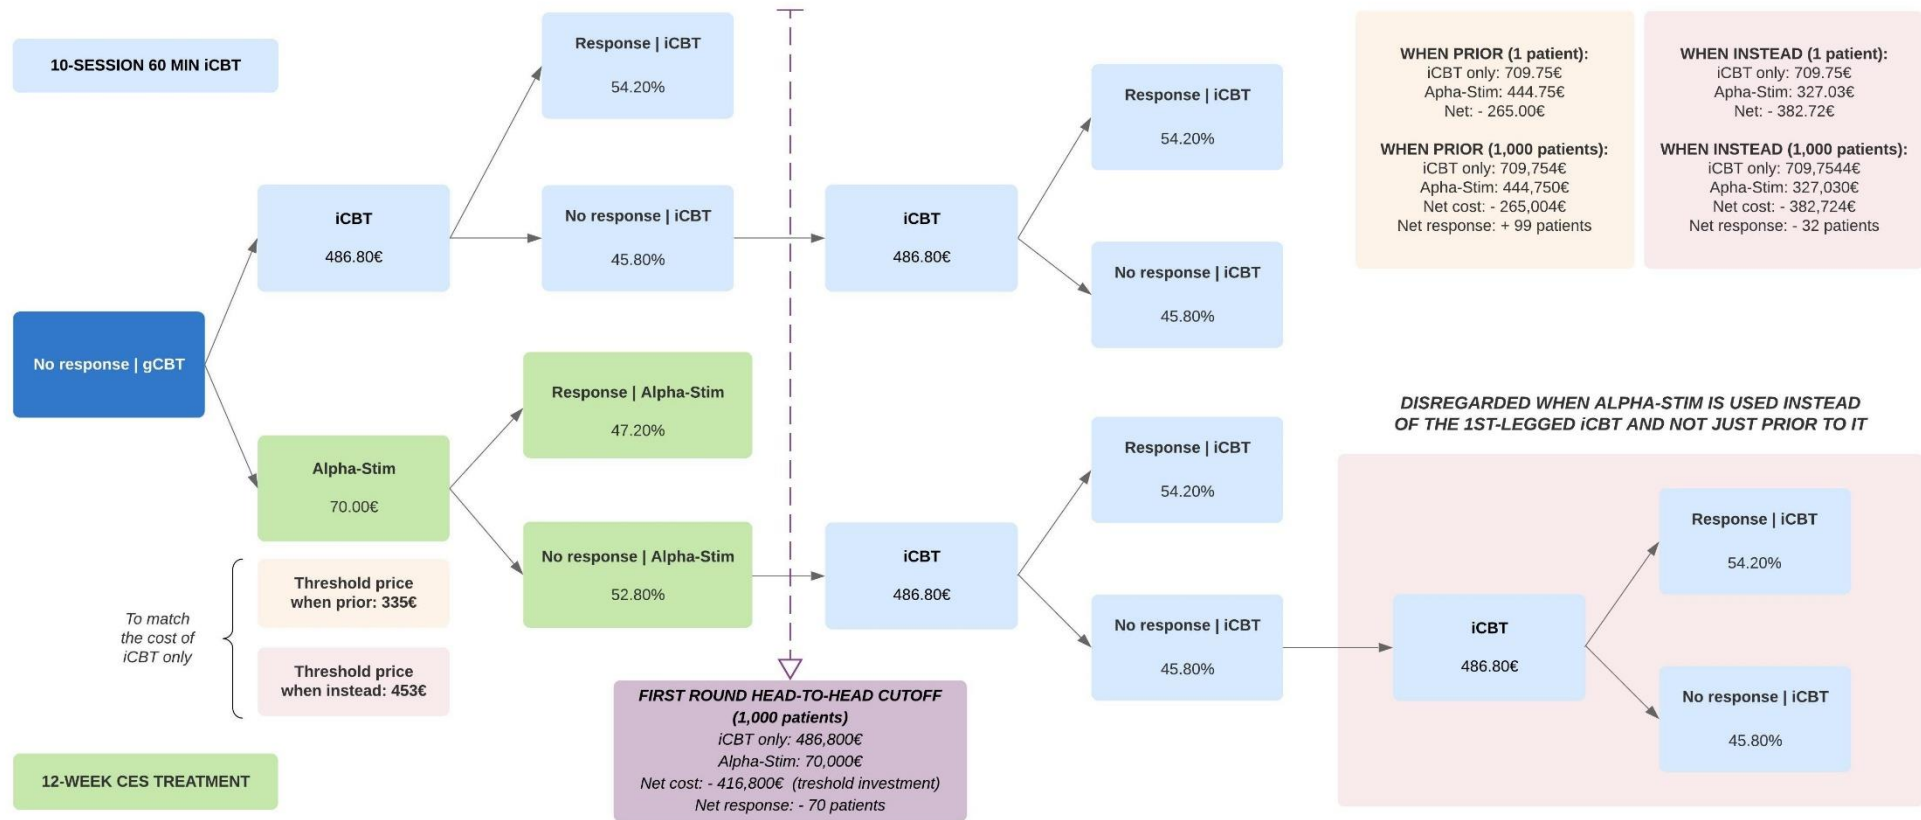 10-SESSION 60 MIN iCBT
Response | iCBT
54.20%
iCBT
486.80€
No response | iCBT
45.80%
iCBT
486.80€
Response | iCBT
54.20%
No response | iCBT
45.80%
WHEN PRIOR (1 patient):
iCBT only: 709.75€
Apha-Stim: 444.75€
Net: - 265.00€
WHEN PRIOR (1,000 patients):
iCBT only: 709,754€
Apha-Stim: 444,750€
Net cost: - 265,004€
Net response: + 99 patients
WHEN INSTEAD (1 patient):
iCBT only: 709.75€
Apha-Stim: 327.03€
Net: - 382.72€
WHEN INSTEAD (1,000 patients):
iCBT only: 709,7544€
Apha-Stim: 327,030€
Net cost: - 382,724€
Net response: - 32 patients
No response | gCBT
Alpha-Stim
70.00€
Response | Alpha-Stim
47.20%
No response | Alpha-Stim
52.80%
iCBT
486.80€
Response | iCBT
54.20%
No response | iCBT
45.80%
DISREGARDED WHEN ALPHA-STIM IS USED INSTEAD
OF THE 1ST-LEGGED iCBT AND NOT JUST PRIOR TO IT
iCBT
486.80€
Response | iCBT
54.20%
No response | iCBT
45.80%
To match
the cost of
iCBT only
Threshold price
when prior: 335€
Threshold price
when instead: 453€
FIRST ROUND HEAD-TO-HEAD CUTOFF
(1,000 patients)
iCBT only: 486,800€
Alpha-Stim: 70,000€
Net cost: - 416,800€ (treshold investment)
Net response: - 70 patients
12-WEEK CES TREATMENT